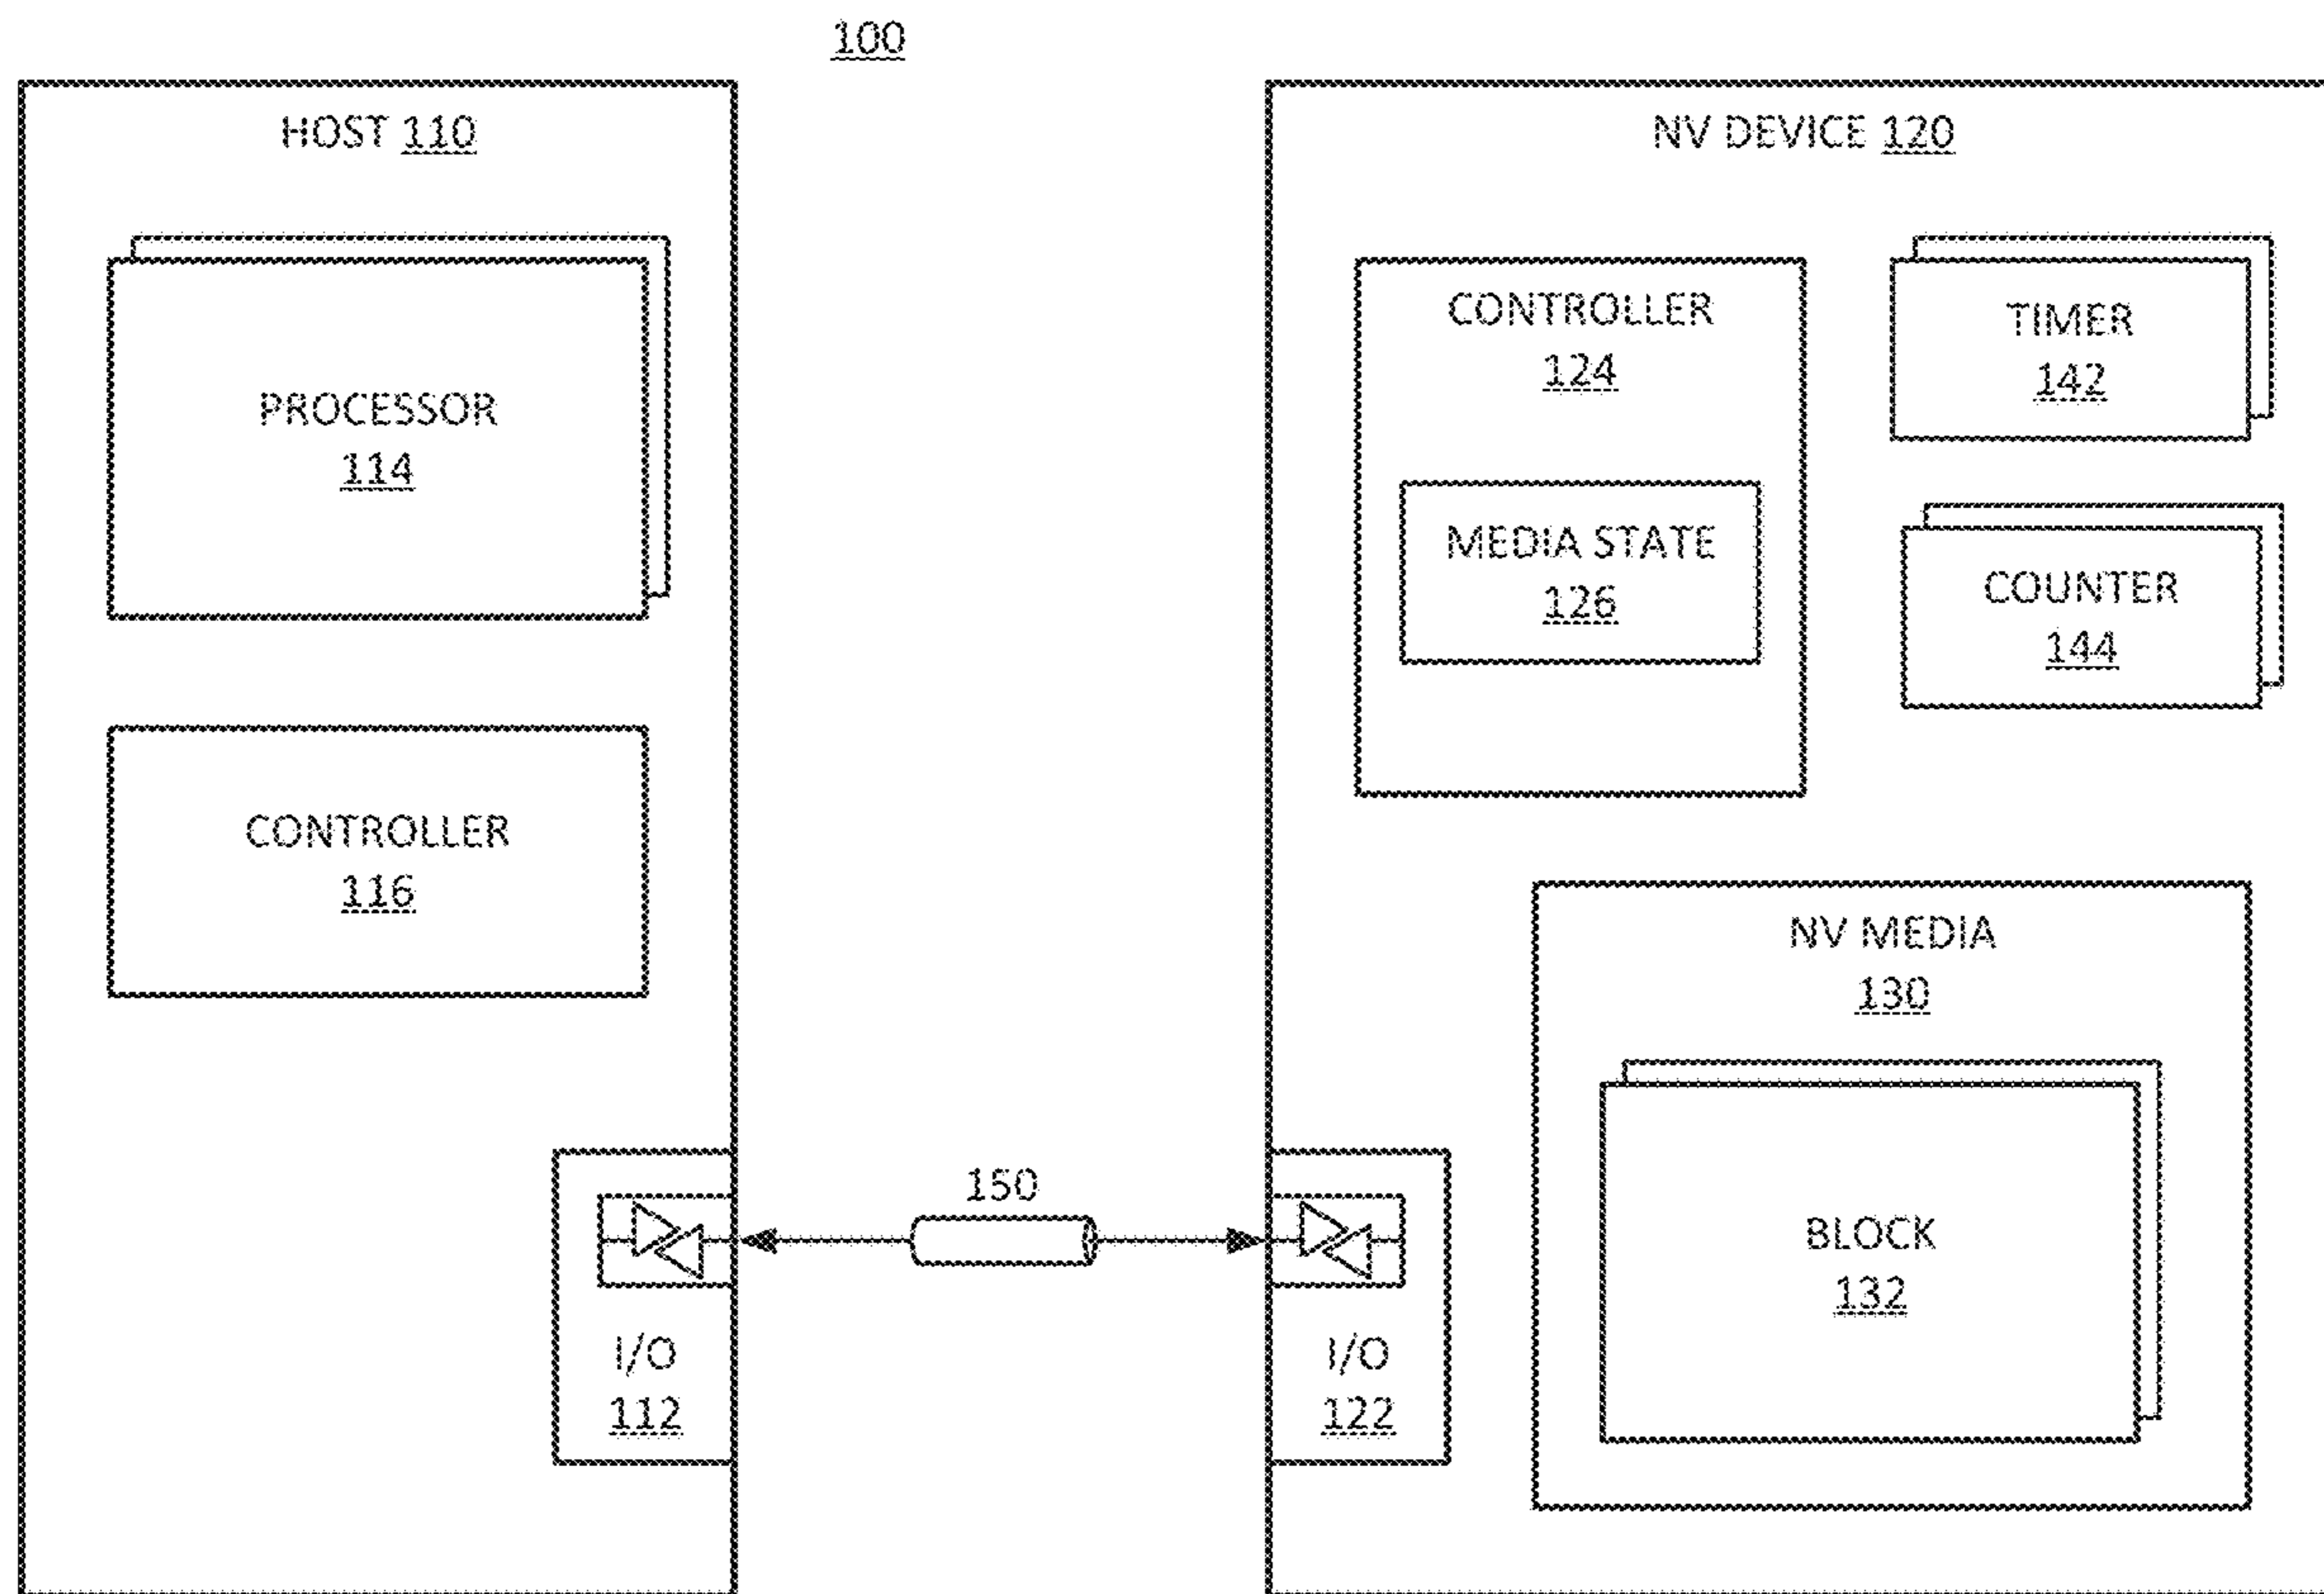 100
HOST 110
PROCESSOR
114
CONTROLLER
116
I/O
112
150
NV DEVICE 120
CONTROLLER
124
MEDIA STATE
126
TIMER
142
COUNTER
144
NV MEDIA
130
BLOCK
132
I/O
122